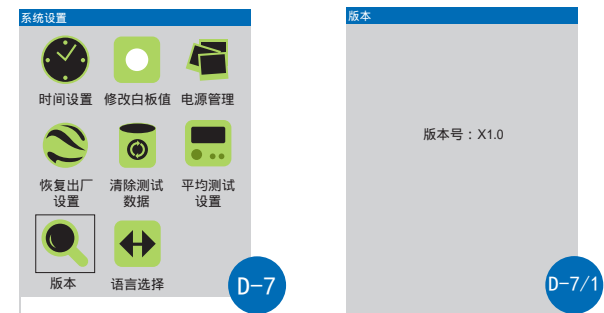 系统设置
时间设置 修改白板值 电源管理
恢复出厂 清除测试 平均测试
设置 数据 设置
版本 语言选择
D-7
版本
版本号：X1.0
D-7/1